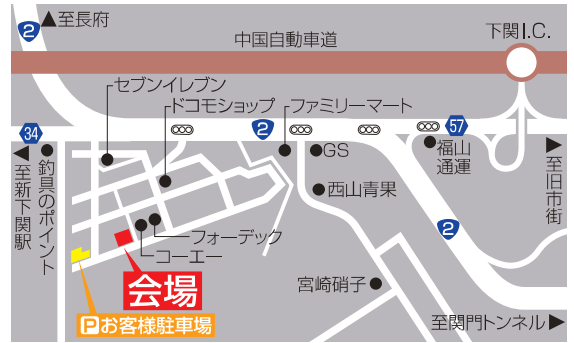 ▲至長府
2
中国自動車道
下関I.C.
セブンイレブン
ドコモショップ
ファミリーマート
34
2
57
◀至新下関駅
釣具のポイント
GS
福山
通運
▶至旧市街
西山青果
フォーデック
コーエー
2
会場
宮崎硝子
Pお客様駐車場
至関門トンネル▶